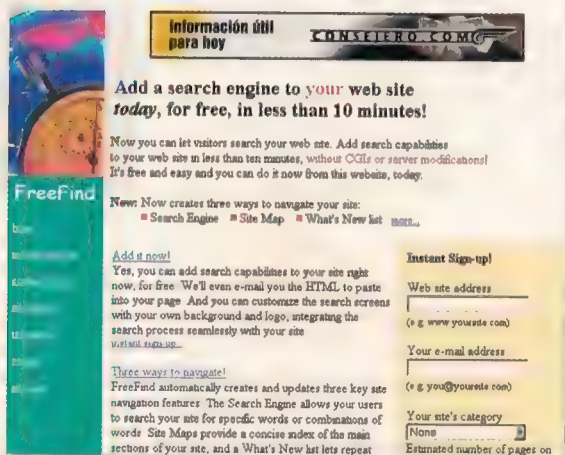 Información útil
para hoy
CONSEJERO.COM
Add a search engine to your web site
today, for free, in less than 10 minutes!
Now you can let visitors search your web site. Add search capabilities
to your web site in less than ten minutes, without CGIs or server modifications!
It's free and easy and you can do it now from this website, today.
FreeFind
New: Now creates three ways to navigate your site:
Search Engine Site Map What's New list more...
Add it now!
Yes, you can add search capabilities to your site right
now, for free. We'll even e-mail you the HTML to paste
into your page. And you can customize the search screens
with your own background and logo, integrating the
search process seamlessly with your site
instant sign-up...
Three ways to navigate!
FreeFind automatically creates and updates three key site
navigation features. The Search Engine allows your users
to search your site for specific words or combinations of
words. Site Maps provide a concise index of the main
sections of your site, and a What's New list lets repeat
Instant Sign-up!
Web site address
(e.g. www.yoursite.com)
Your e-mail address
(e.g. you@yoursite.com)
Your site's category
None
Estimated number of pages on